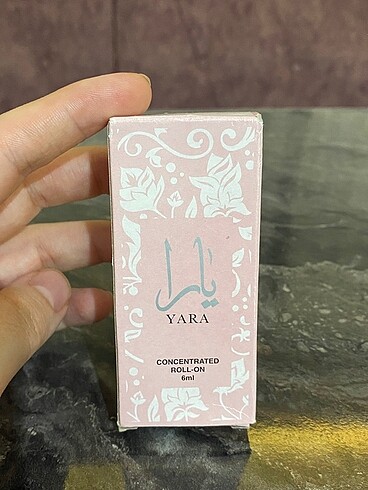 يارا
YARA
CONCENTRATED
ROLL-ON
6ml